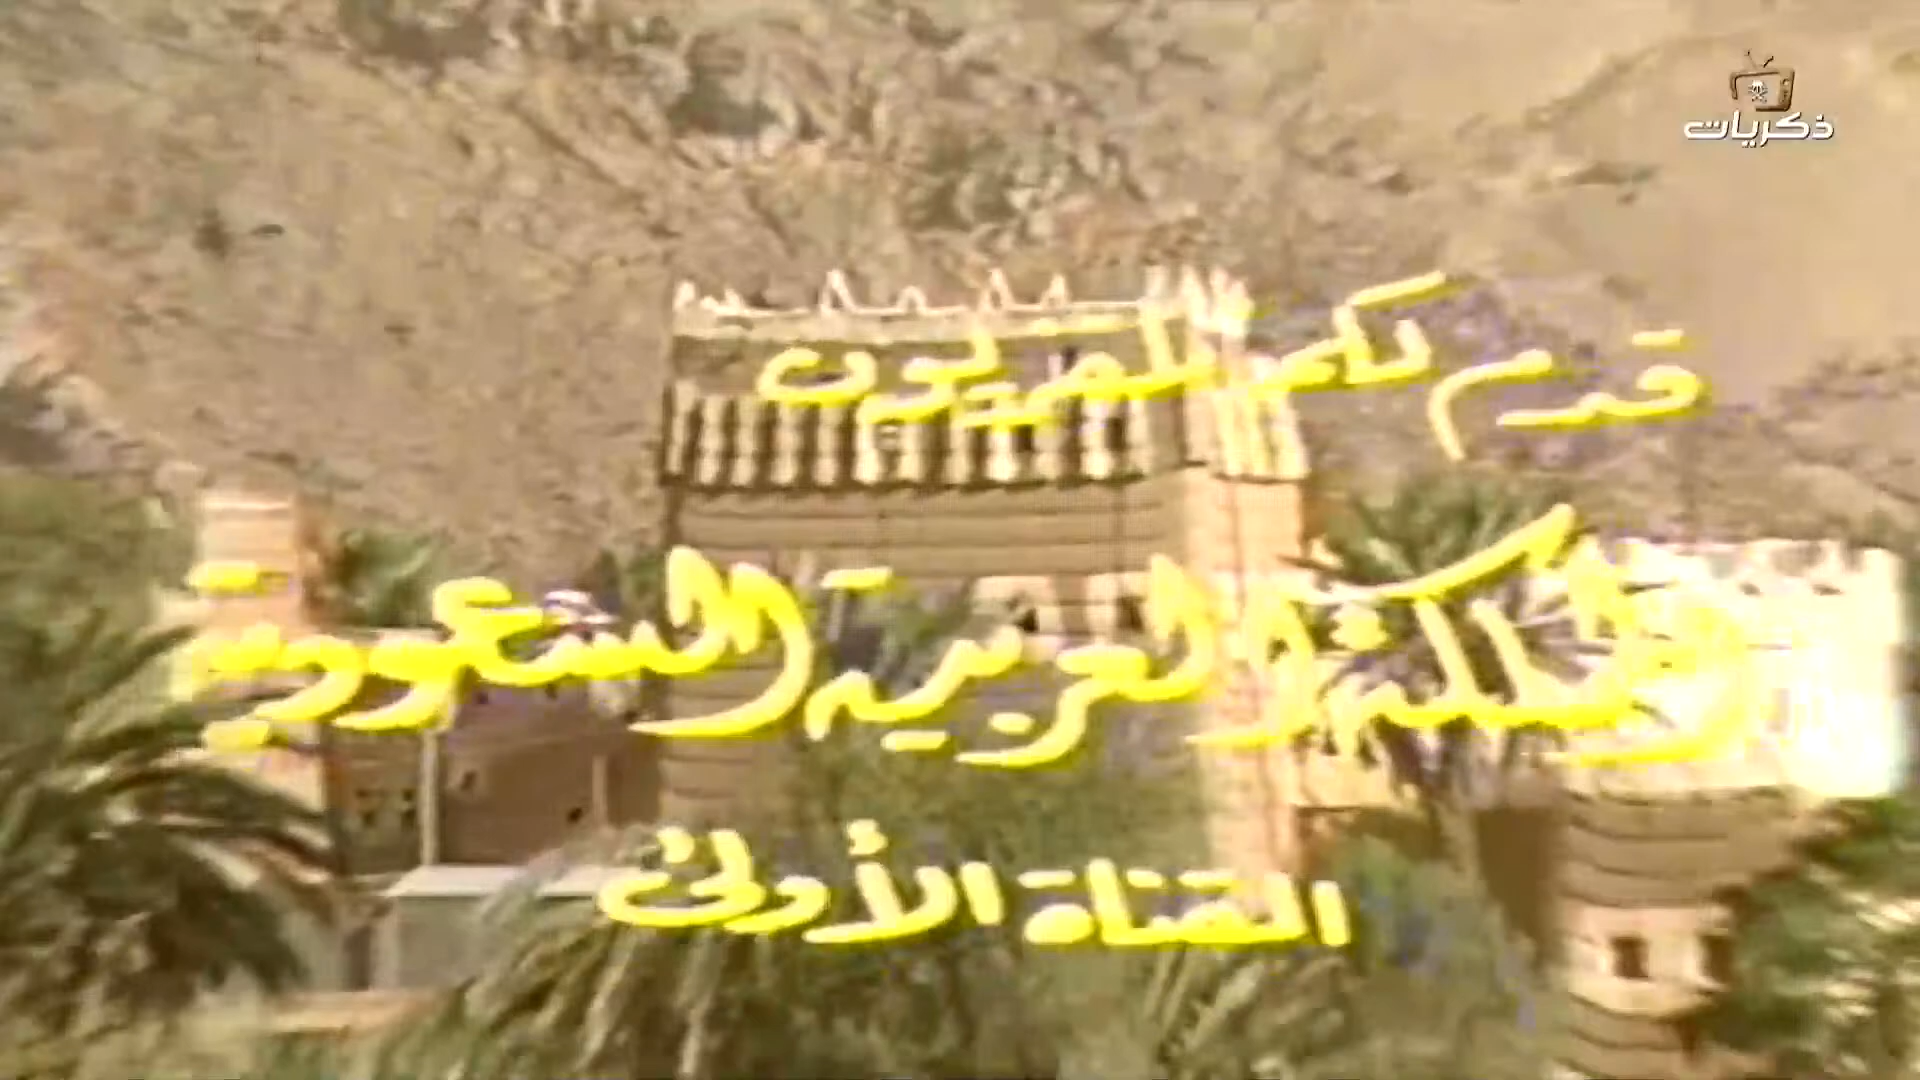 ذكريات
قدم لكم تلفزيون
المملكة العربية السعودية
القناة الأولى